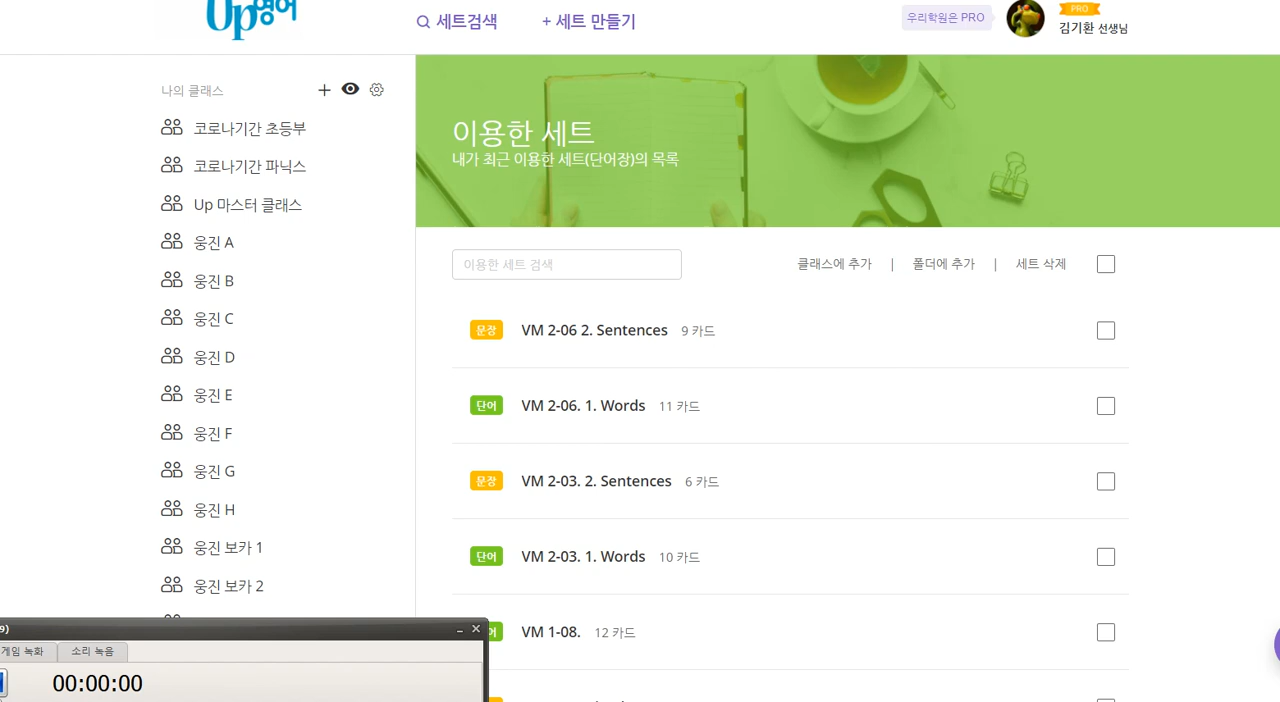 Up영어
세트검색
+ 세트 만들기
우리학원은 PRO
PRO
김기환 선생님
나의 클래스
코로나기간 초등부
코로나기간 파닉스
Up 마스터 클래스
웅진 A
웅진 B
웅진 C
웅진 D
웅진 E
웅진 F
웅진 G
웅진 H
웅진 보카 1
웅진 보카 2
이용한 세트
내가 최근 이용한 세트(단어장)의 목록
이용한 세트 검색
클래스에 추가 | 폴더에 추가 | 세트 삭제
문장 VM 2-06 2. Sentences 9 카드
단어 VM 2-06. 1. Words 11 카드
문장 VM 2-03. 2. Sentences 6 카드
단어 VM 2-03. 1. Words 10 카드
어 VM 1-08. 12 카드
9)
게임 녹화 소리 녹음
00:00:00